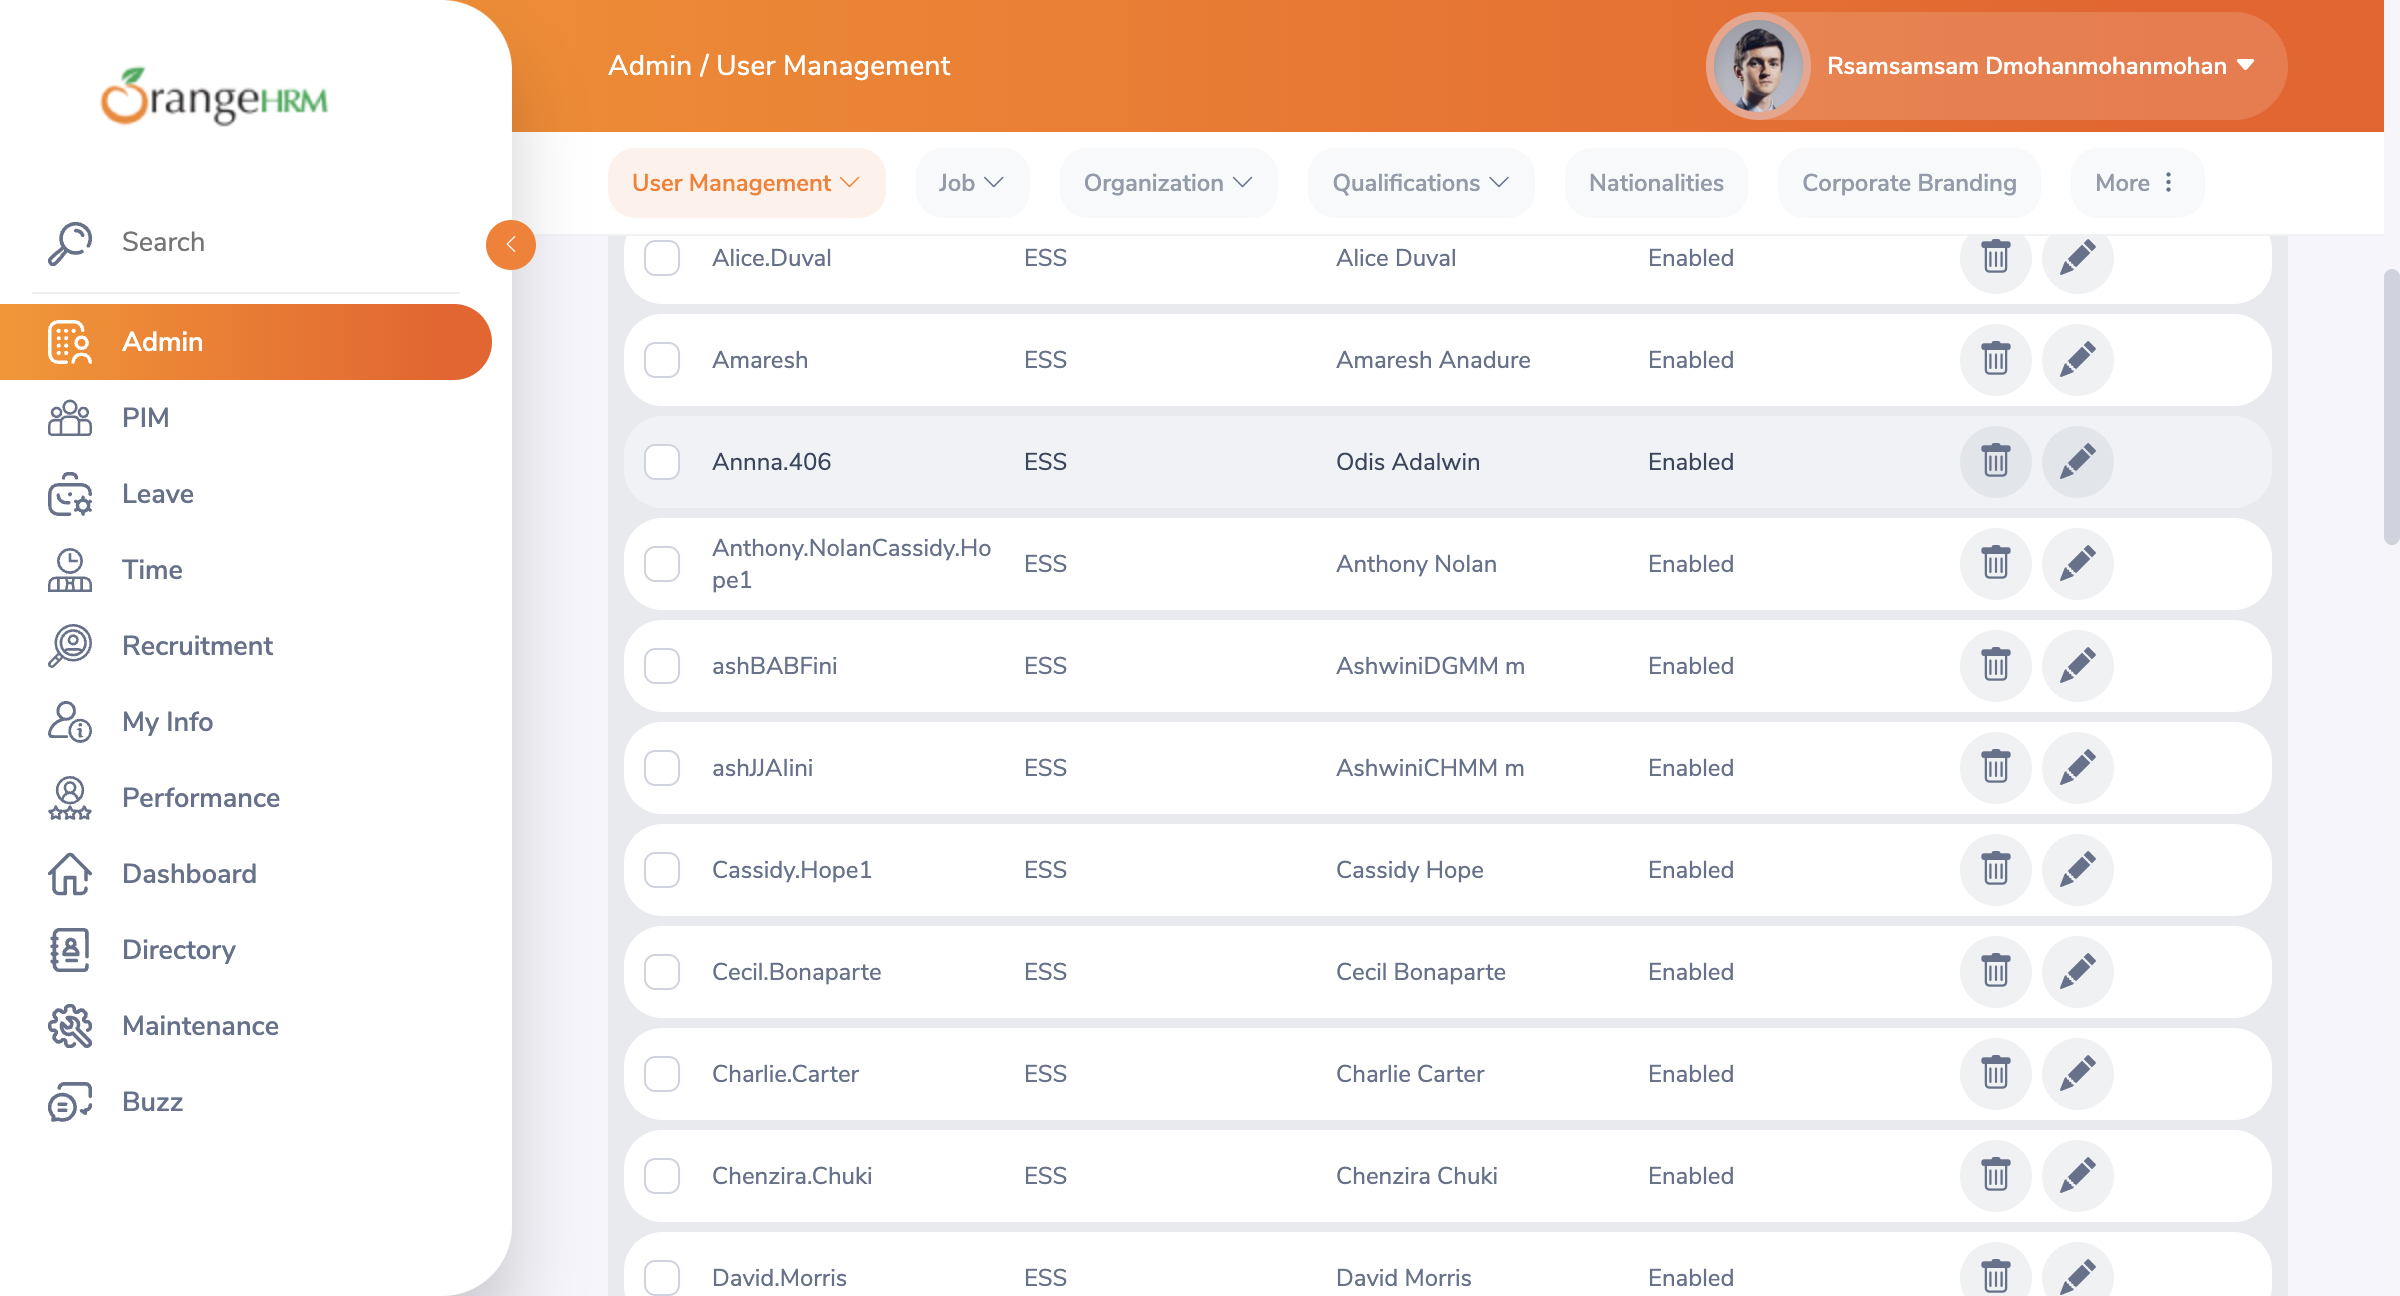 OrangeHRM
Admin / User Management
Rsamsamsam Dmohanmohanmohan
User Management
Job
Organization
Qualifications
Nationalities
Corporate Branding
More
Search
Admin
PIM
Leave
Time
Recruitment
My Info
Performance
Dashboard
Directory
Maintenance
Buzz
Alice.Duval ESS Alice Duval Enabled
Amaresh ESS Amaresh Anadure Enabled
Annna.406 ESS Odis Adalwin Enabled
Anthony.NolanCassidy.Ho
pe1 ESS Anthony Nolan Enabled
ashBABFini ESS AshwiniDGMM m Enabled
ashJJAIini ESS AshwiniCHMM m Enabled
Cassidy.Hope1 ESS Cassidy Hope Enabled
Cecil.Bonaparte ESS Cecil Bonaparte Enabled
Charlie.Carter ESS Charlie Carter Enabled
Chenzira.Chuki ESS Chenzira Chuki Enabled
David.Morris ESS David Morris Enabled